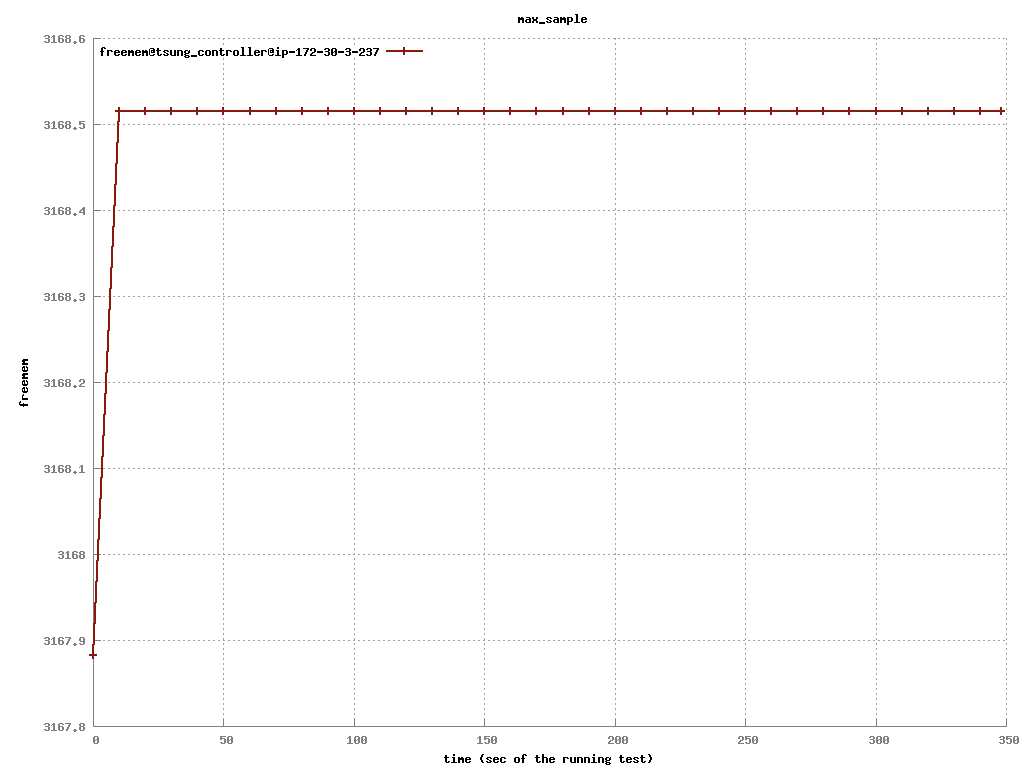 max_sample
freemem@tsung_controller@ip-172-30-3-237
3168.6
3168.5
3168.4
3168.3
3168.2
3168.1
3168
3167.9
3167.8
freemem
0 50 100 150 200 250 300 350
time (sec of the running test)